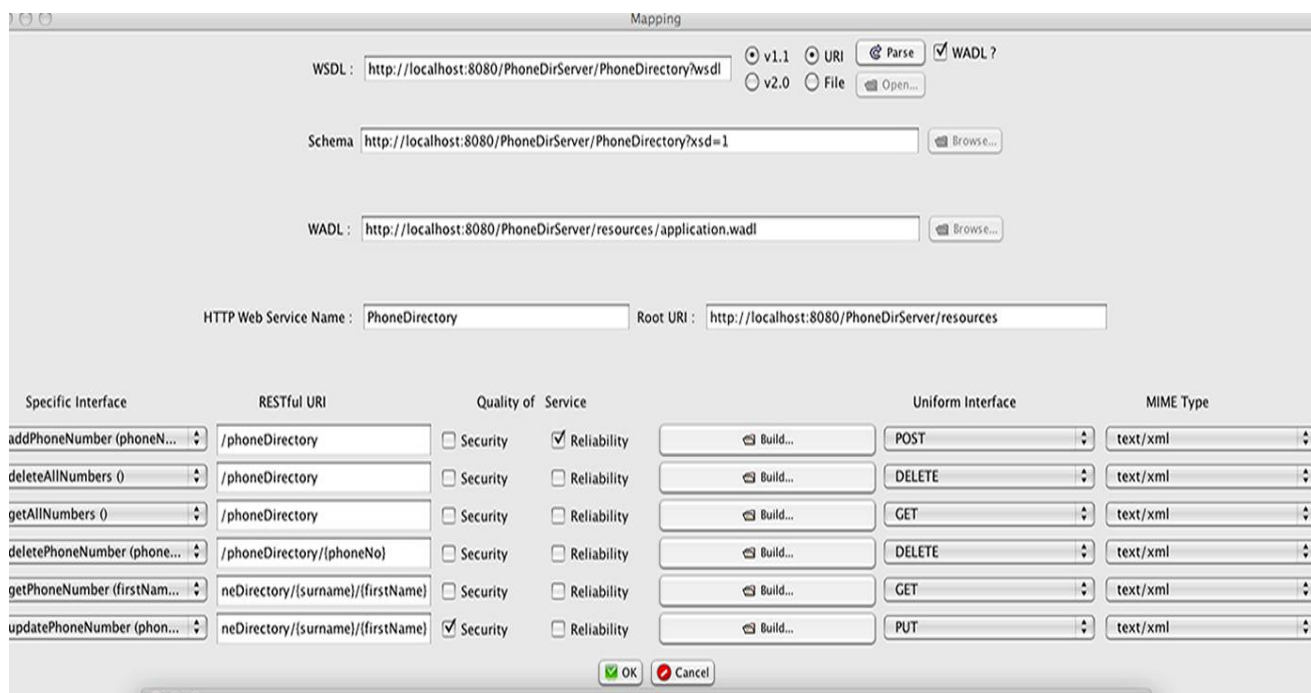 Mapping
WSDL : http://localhost:8080/PhoneDirServer/PhoneDirectory?wsdl v1.1 URI Parse WADL ?
v2.0 File Open...
Schema http://localhost:8080/PhoneDirServer/PhoneDirectory?xsd=1 Browse...
WADL : http://localhost:8080/PhoneDirServer/resources/application.wadl Browse...
HTTP Web Service Name : PhoneDirectory Root URI : http://localhost:8080/PhoneDirServer/resources
Specific Interface RESTful URI Quality of Service Uniform Interface MIME Type
addPhoneNumber (phoneN... /phoneDirectory Security Reliability Build... POST text/xml
deleteAllNumbers () /phoneDirectory Security Reliability Build... DELETE text/xml
getAllNumbers () /phoneDirectory Security Reliability Build... GET text/xml
deletePhoneNumber (phone... /phoneDirectory/{phoneNo} Security Reliability Build... DELETE text/xml
getPhoneNumber (firstNam... neDirectory/{surname}/{firstName} Security Reliability Build... GET text/xml
updatePhoneNumber (phon... neDirectory/{surname}/{firstName} Security Reliability Build... PUT text/xml
OK Cancel